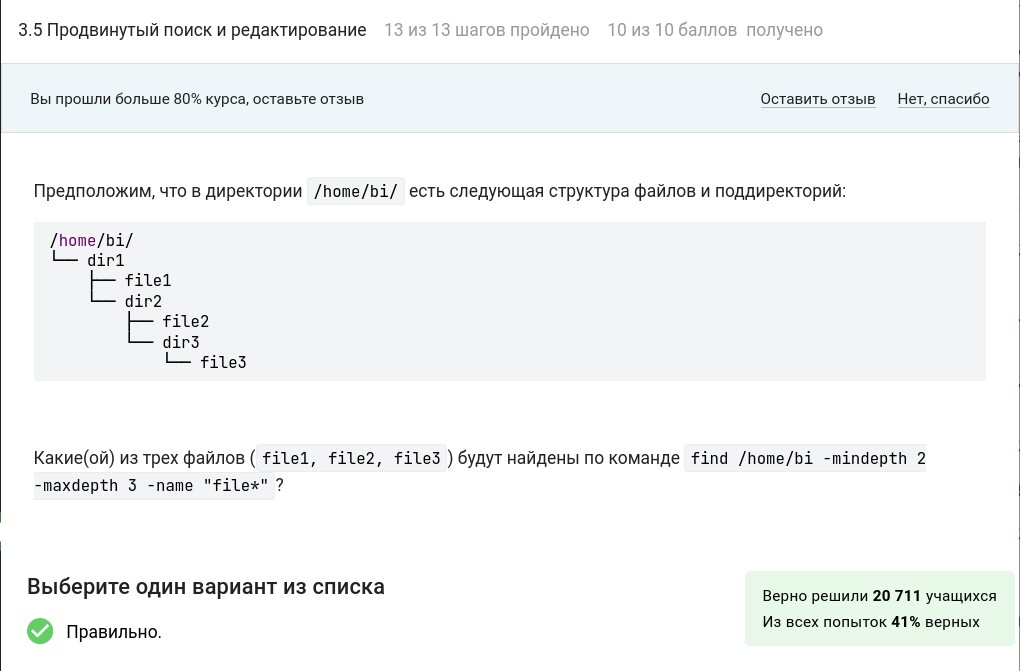 3.5 Продвинутый поиск и редактирование 13 из 13 шагов пройдено 10 из 10 баллов получено
Вы прошли больше 80% курса, оставьте отзыв Оставить отзыв Нет, спасибо
Предположим, что в директории /home/bi/ есть следующая структура файлов и поддиректорий:
/home/bi/
└── dir1
    ├── file1
    └── dir2
        ├── file2
        └── dir3
            └── file3
Какие(ой) из трех файлов ( file1, file2, file3 ) будут найдены по команде find /home/bi -mindepth 2
-maxdepth 3 -name "file*" ?
Выберите один вариант из списка
Правильно.
Верно решили 20 711 учащихся
Из всех попыток 41% верных